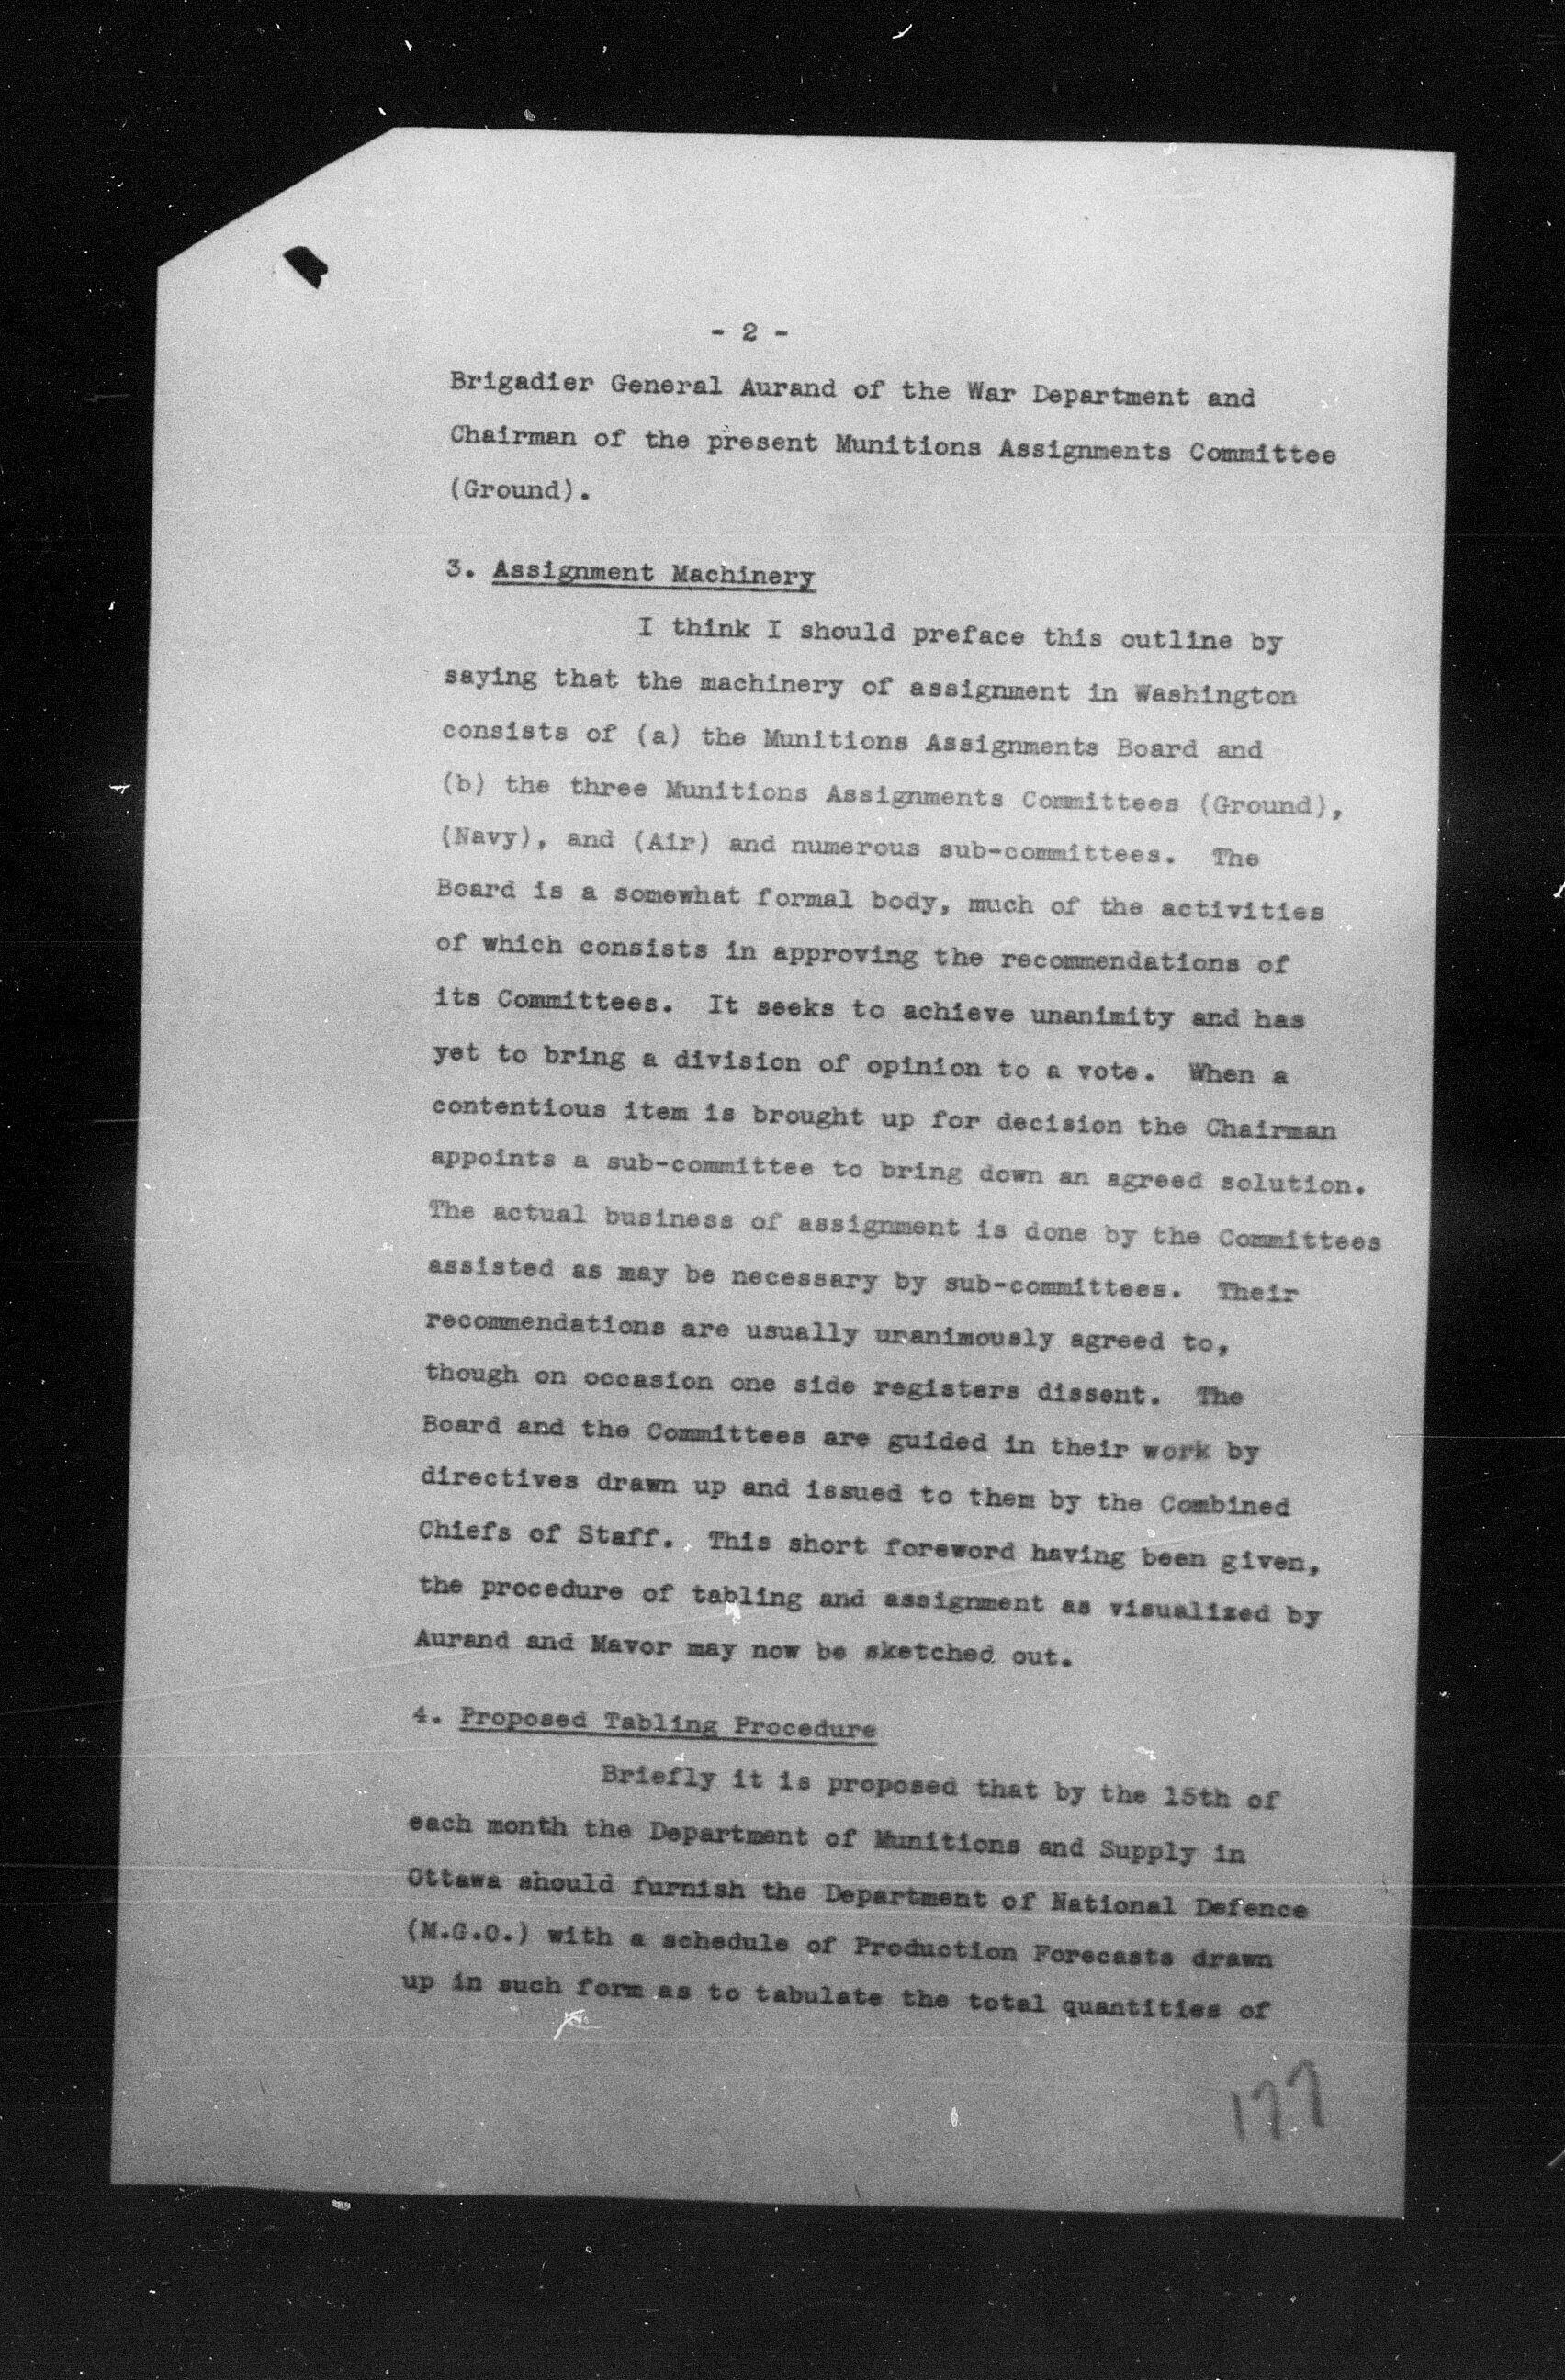 - 2 -
Brigadier General Aurand of the War Department and
Chairman of the present Munitions Assignments Committee
(Ground).
3. Assignment Machinery
I think I should preface this outline by
saying that the machinery of assignment in Washington
consists of (a) the Munitions Assignments Board and
(b) the three Munitions Assignments Committees (Ground),
(Navy), and (Air) and numerous sub-committees. The
Board is a somewhat formal body, much of the activities
of which consists in approving the recommendations of
its Committees. It seeks to achieve unanimity and has
yet to bring a division of opinion to a vote. When a
contentious item is brought up for decision the Chairman
appoints a sub-committee to bring down an agreed solution.
The actual business of assignment is done by the Committees
assisted as may be necessary by sub-committees. Their
recommendations are usually unanimously agreed to,
though on occasion one side registers dissent. The
Board and the Committees are guided in their work by
directives drawn up and issued to them by the Combined
Chiefs of Staff. This short foreword having been given,
the procedure of tabling and assignment as visualized by
Aurand and Mavor may now be sketched out.
4. Proposed Tabling Procedure
Briefly it is proposed that by the 15th of
each month the Department of Munitions and Supply in
Ottawa should furnish the Department of National Defence
(M.G.O.) with a schedule of Production Forecasts drawn
up in such form as to tabulate the total quantities of
177